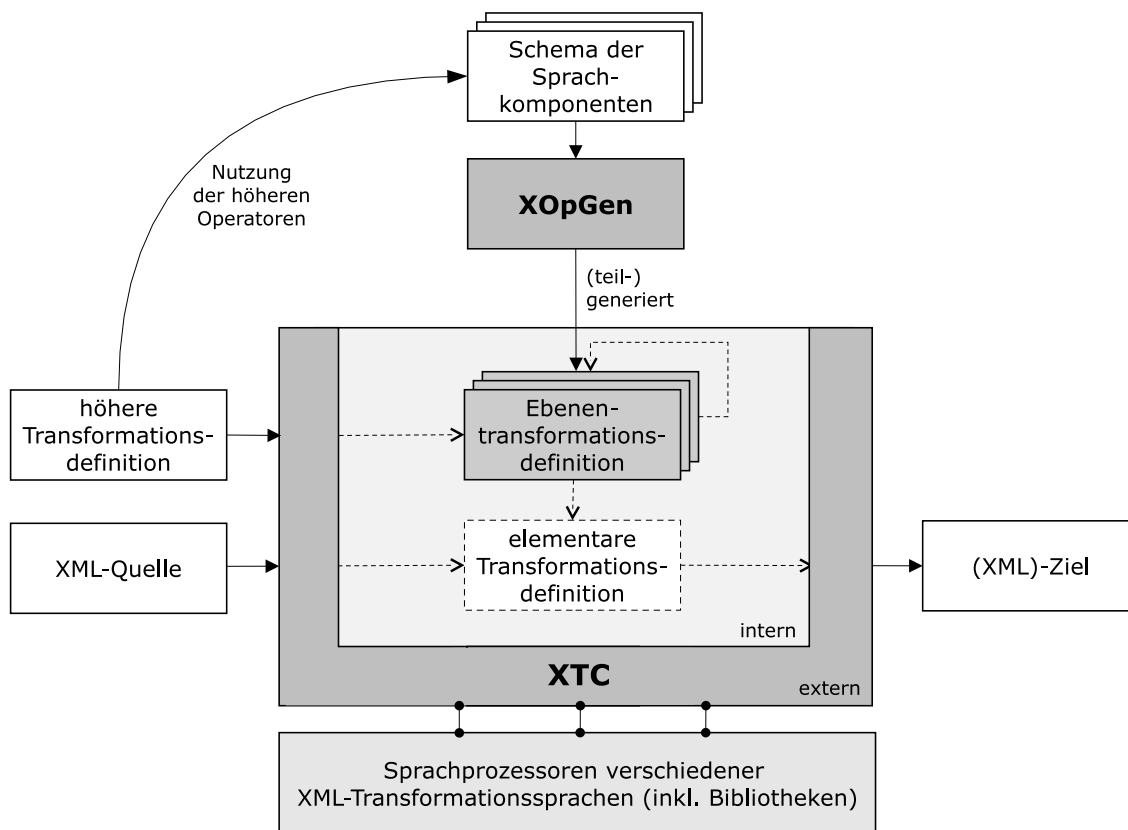 Schema der
Sprach-
komponenten
Nutzung
der höheren
Operatoren
XOpGen
(teil-)
generiert
höhere
Transformations-
definition
Ebenen-
transformations-
definition
XML-Quelle
elementare
Transformations-
definition
(XML)-Ziel
intern
XTC
extern
Sprachprozessoren verschiedener
XML-Transformationssprachen (inkl. Bibliotheken)